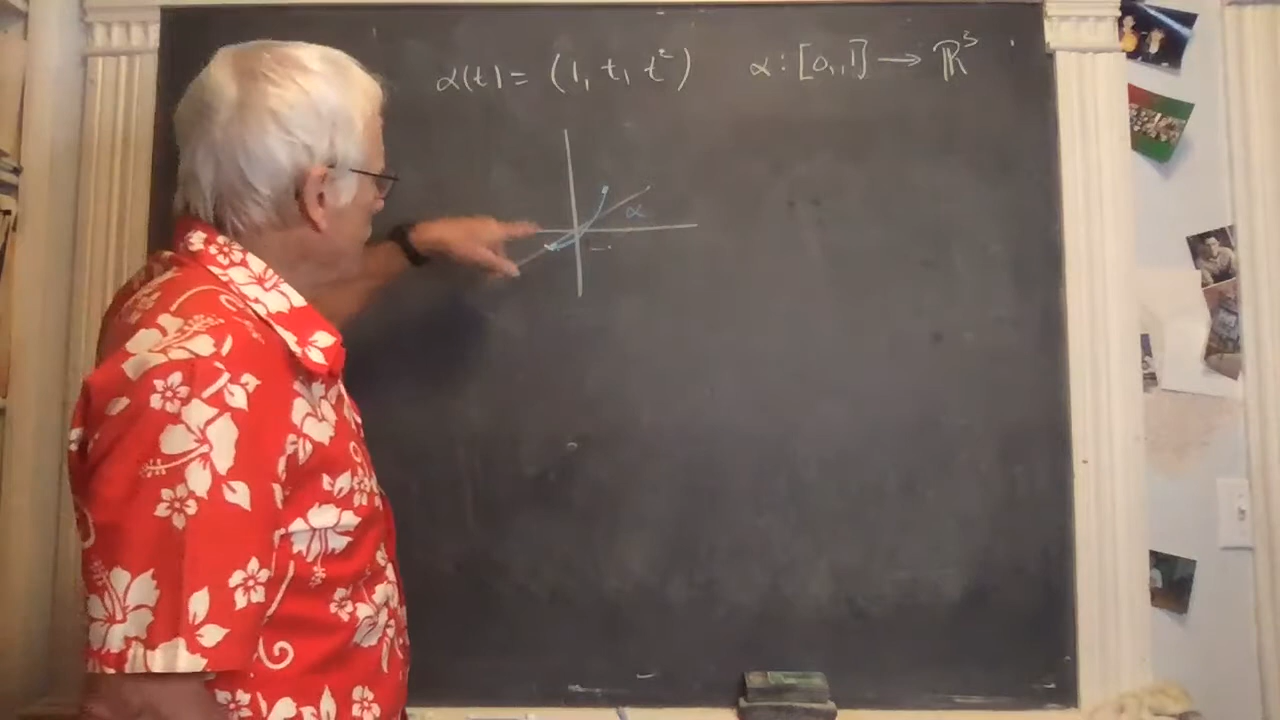 α(t) = (1, t, t²) α : [0,1] → ℝ³
α